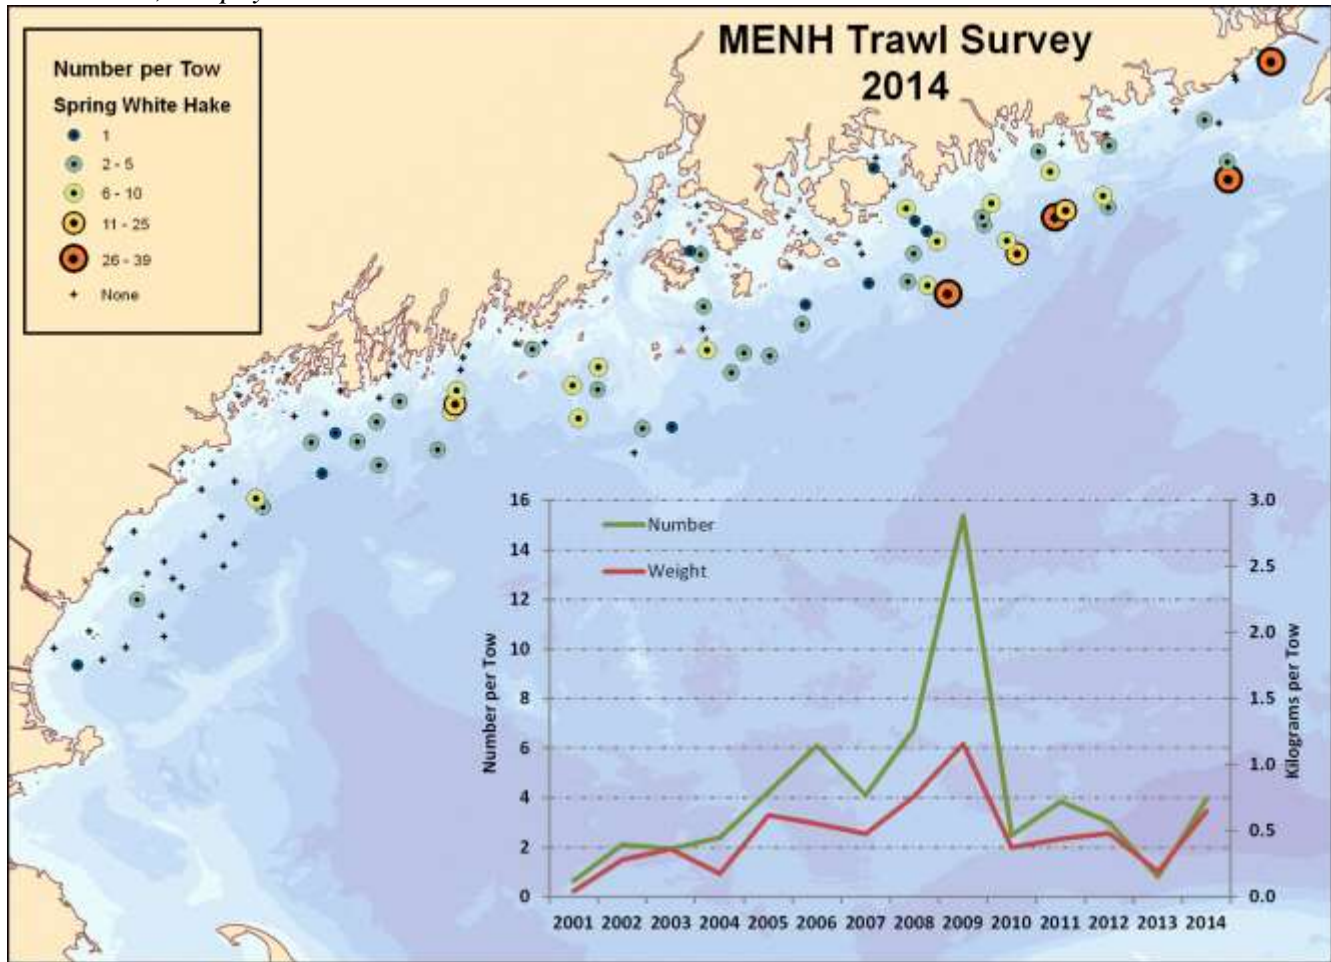 MENH Trawl Survey
2014
Number per Tow
Spring White Hake
1
2 - 5
6 - 10
11 - 25
26 - 39
None
Number
Weight
Number per Tow
16
14
12
10
8
6
4
2
0
Kilograms per Tow
3.0
2.5
2.0
1.5
1.0
0.5
0.0
2001 2002 2003 2004 2005 2006 2007 2008 2009 2010 2011 2012 2013 2014